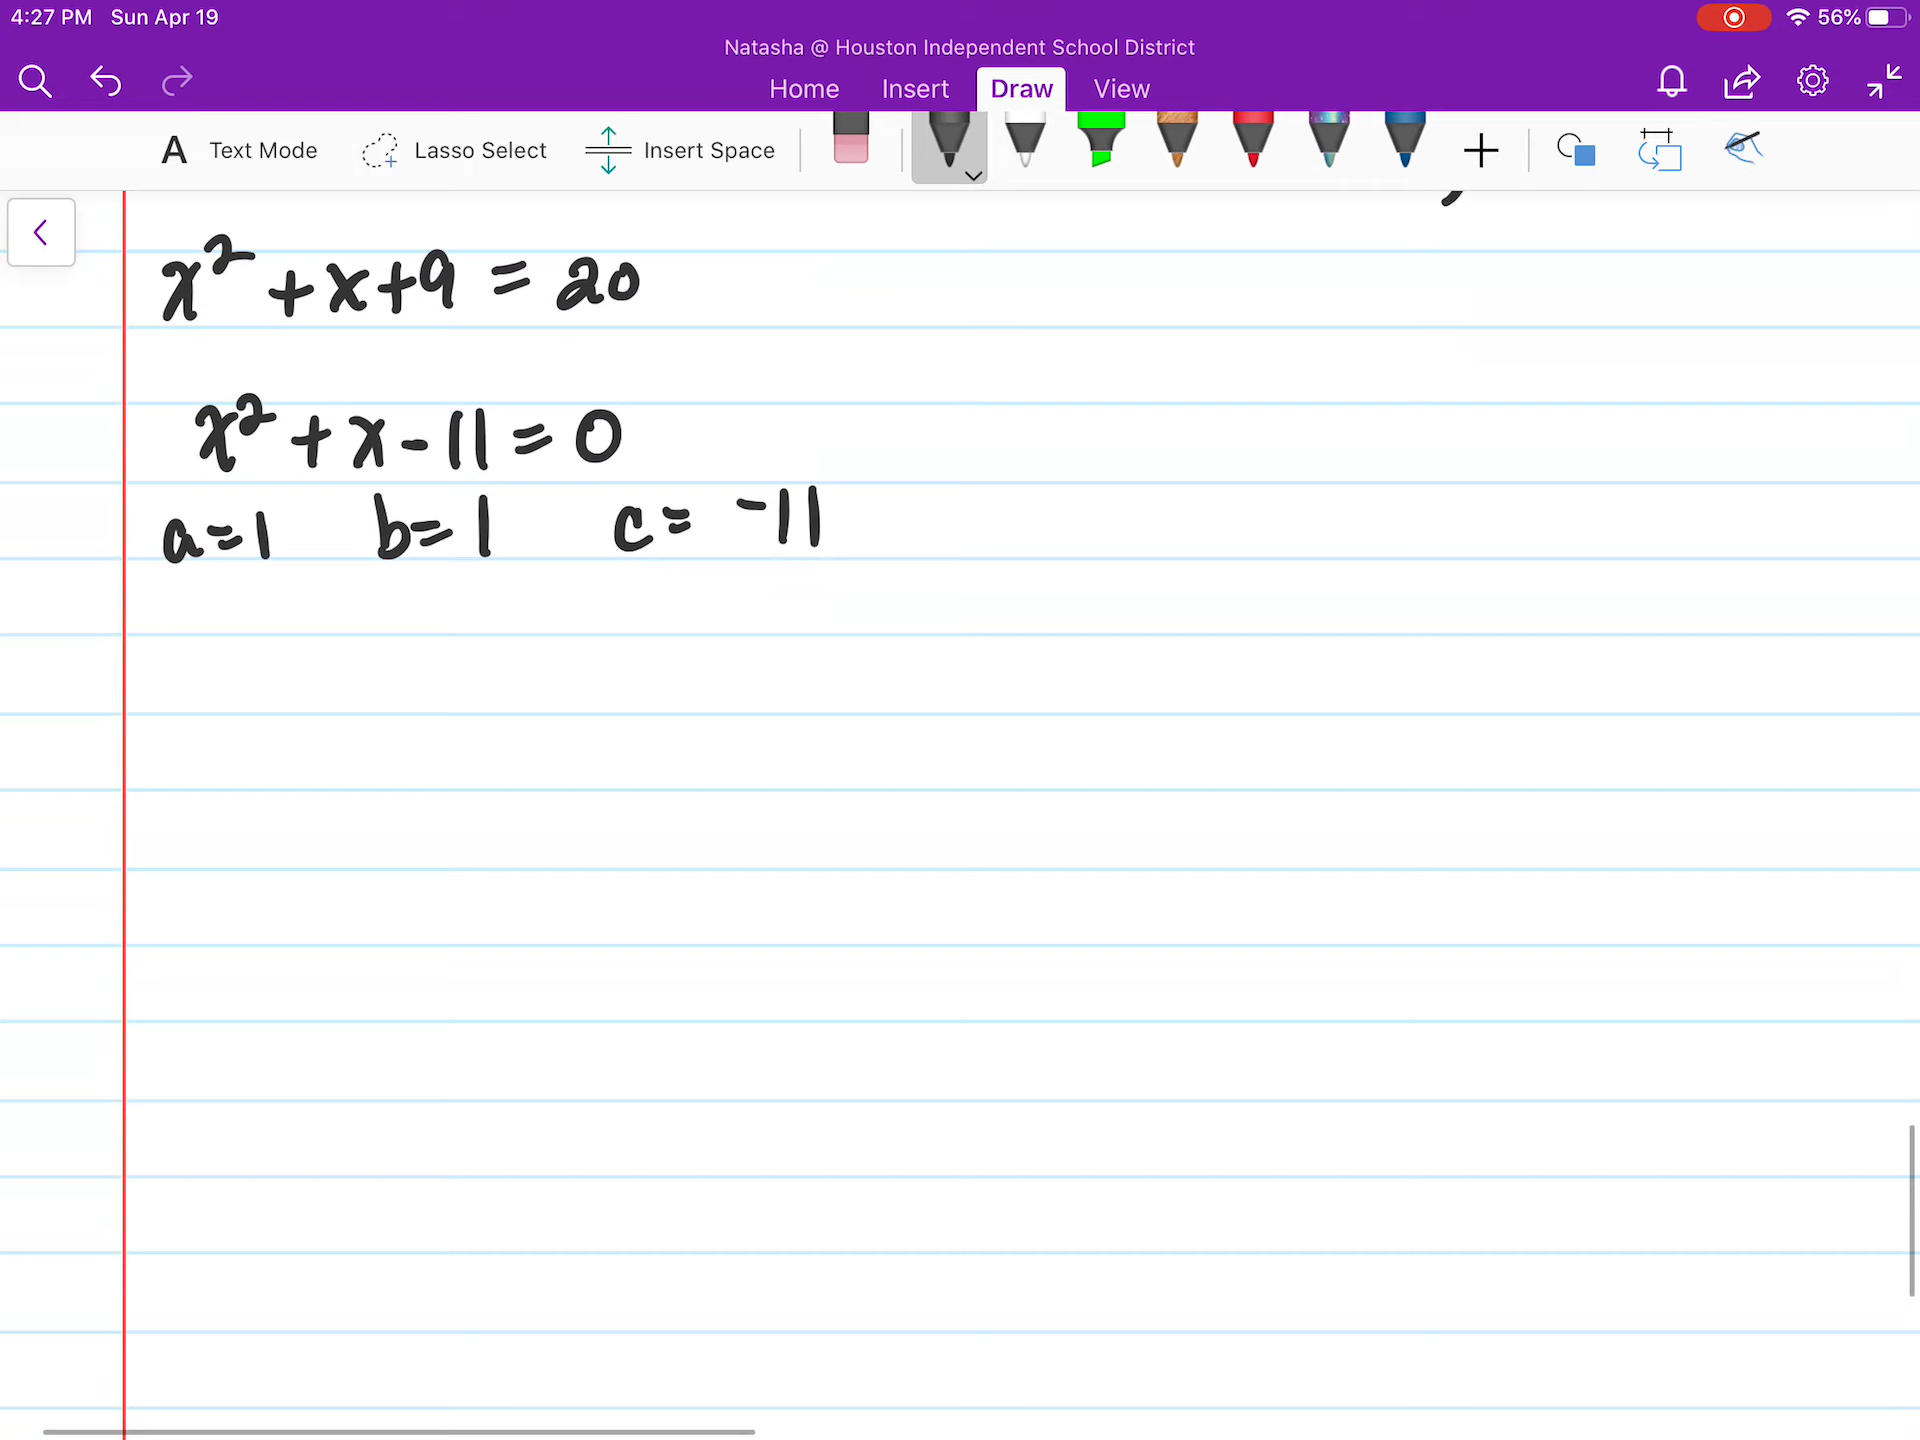 4:27 PM Sun Apr 19 56%
Natasha @ Houston Independent School District
Home Insert Draw View
A Text Mode Lasso Select Insert Space
x² + x + 9 = 20
x² + x - 11 = 0
a = 1 b = 1 c = -11